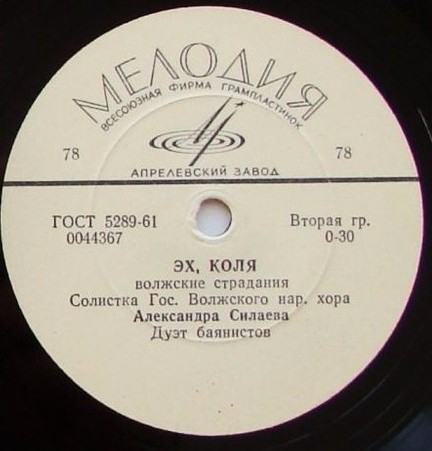 МЕЛОДИЯ
ВСЕСОЮЗНАЯ ФИРМА ГРАМПЛАСТИНОК
78 78
АПРЕЛЕВСКИЙ ЗАВОД
ГОСТ 5289-61 Вторая гр.
0044367 0-30
ЭХ, КОЛЯ
волжские страдания
Солистка Гос. Волжского нар. хора
Александра Силаева
Дуэт баянистов